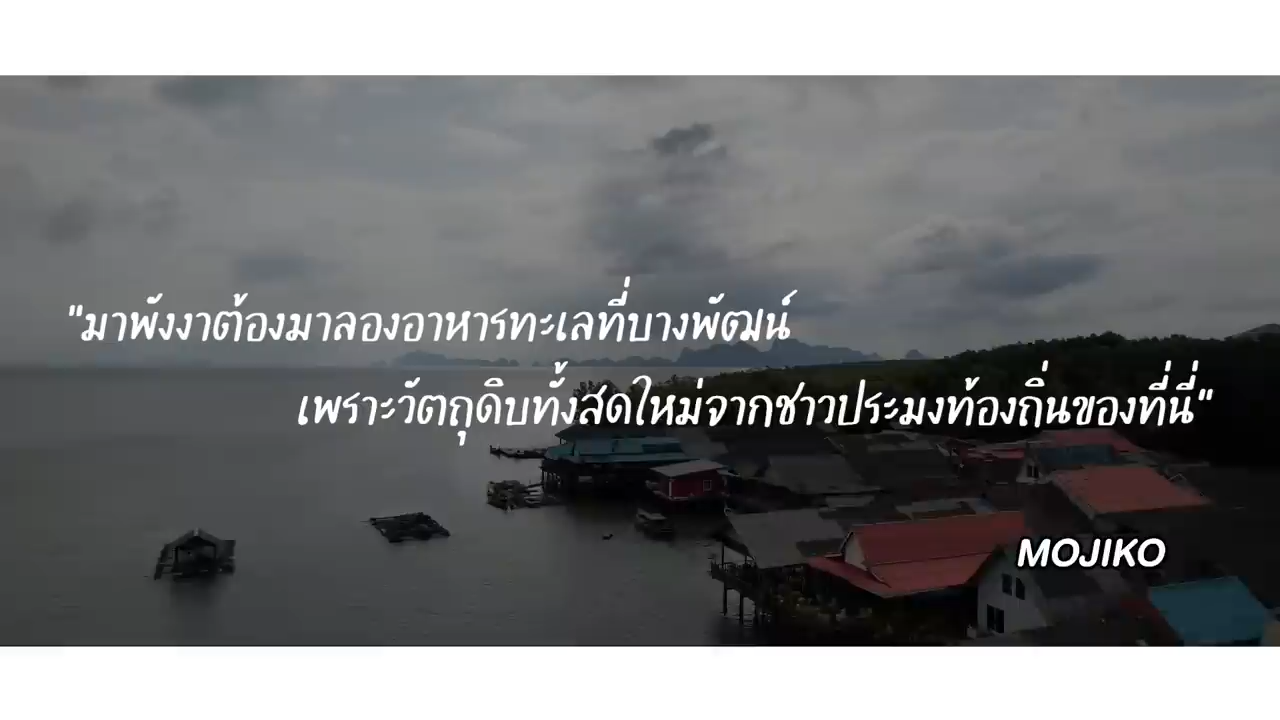 "มาพังงาต้องมาลองอาหารทะเลที่บางพัฒน์
เพราะวัตถุดิบทั้งสดใหม่จากชาวประมงท้องถิ่นของที่นี่"
MOJIKO